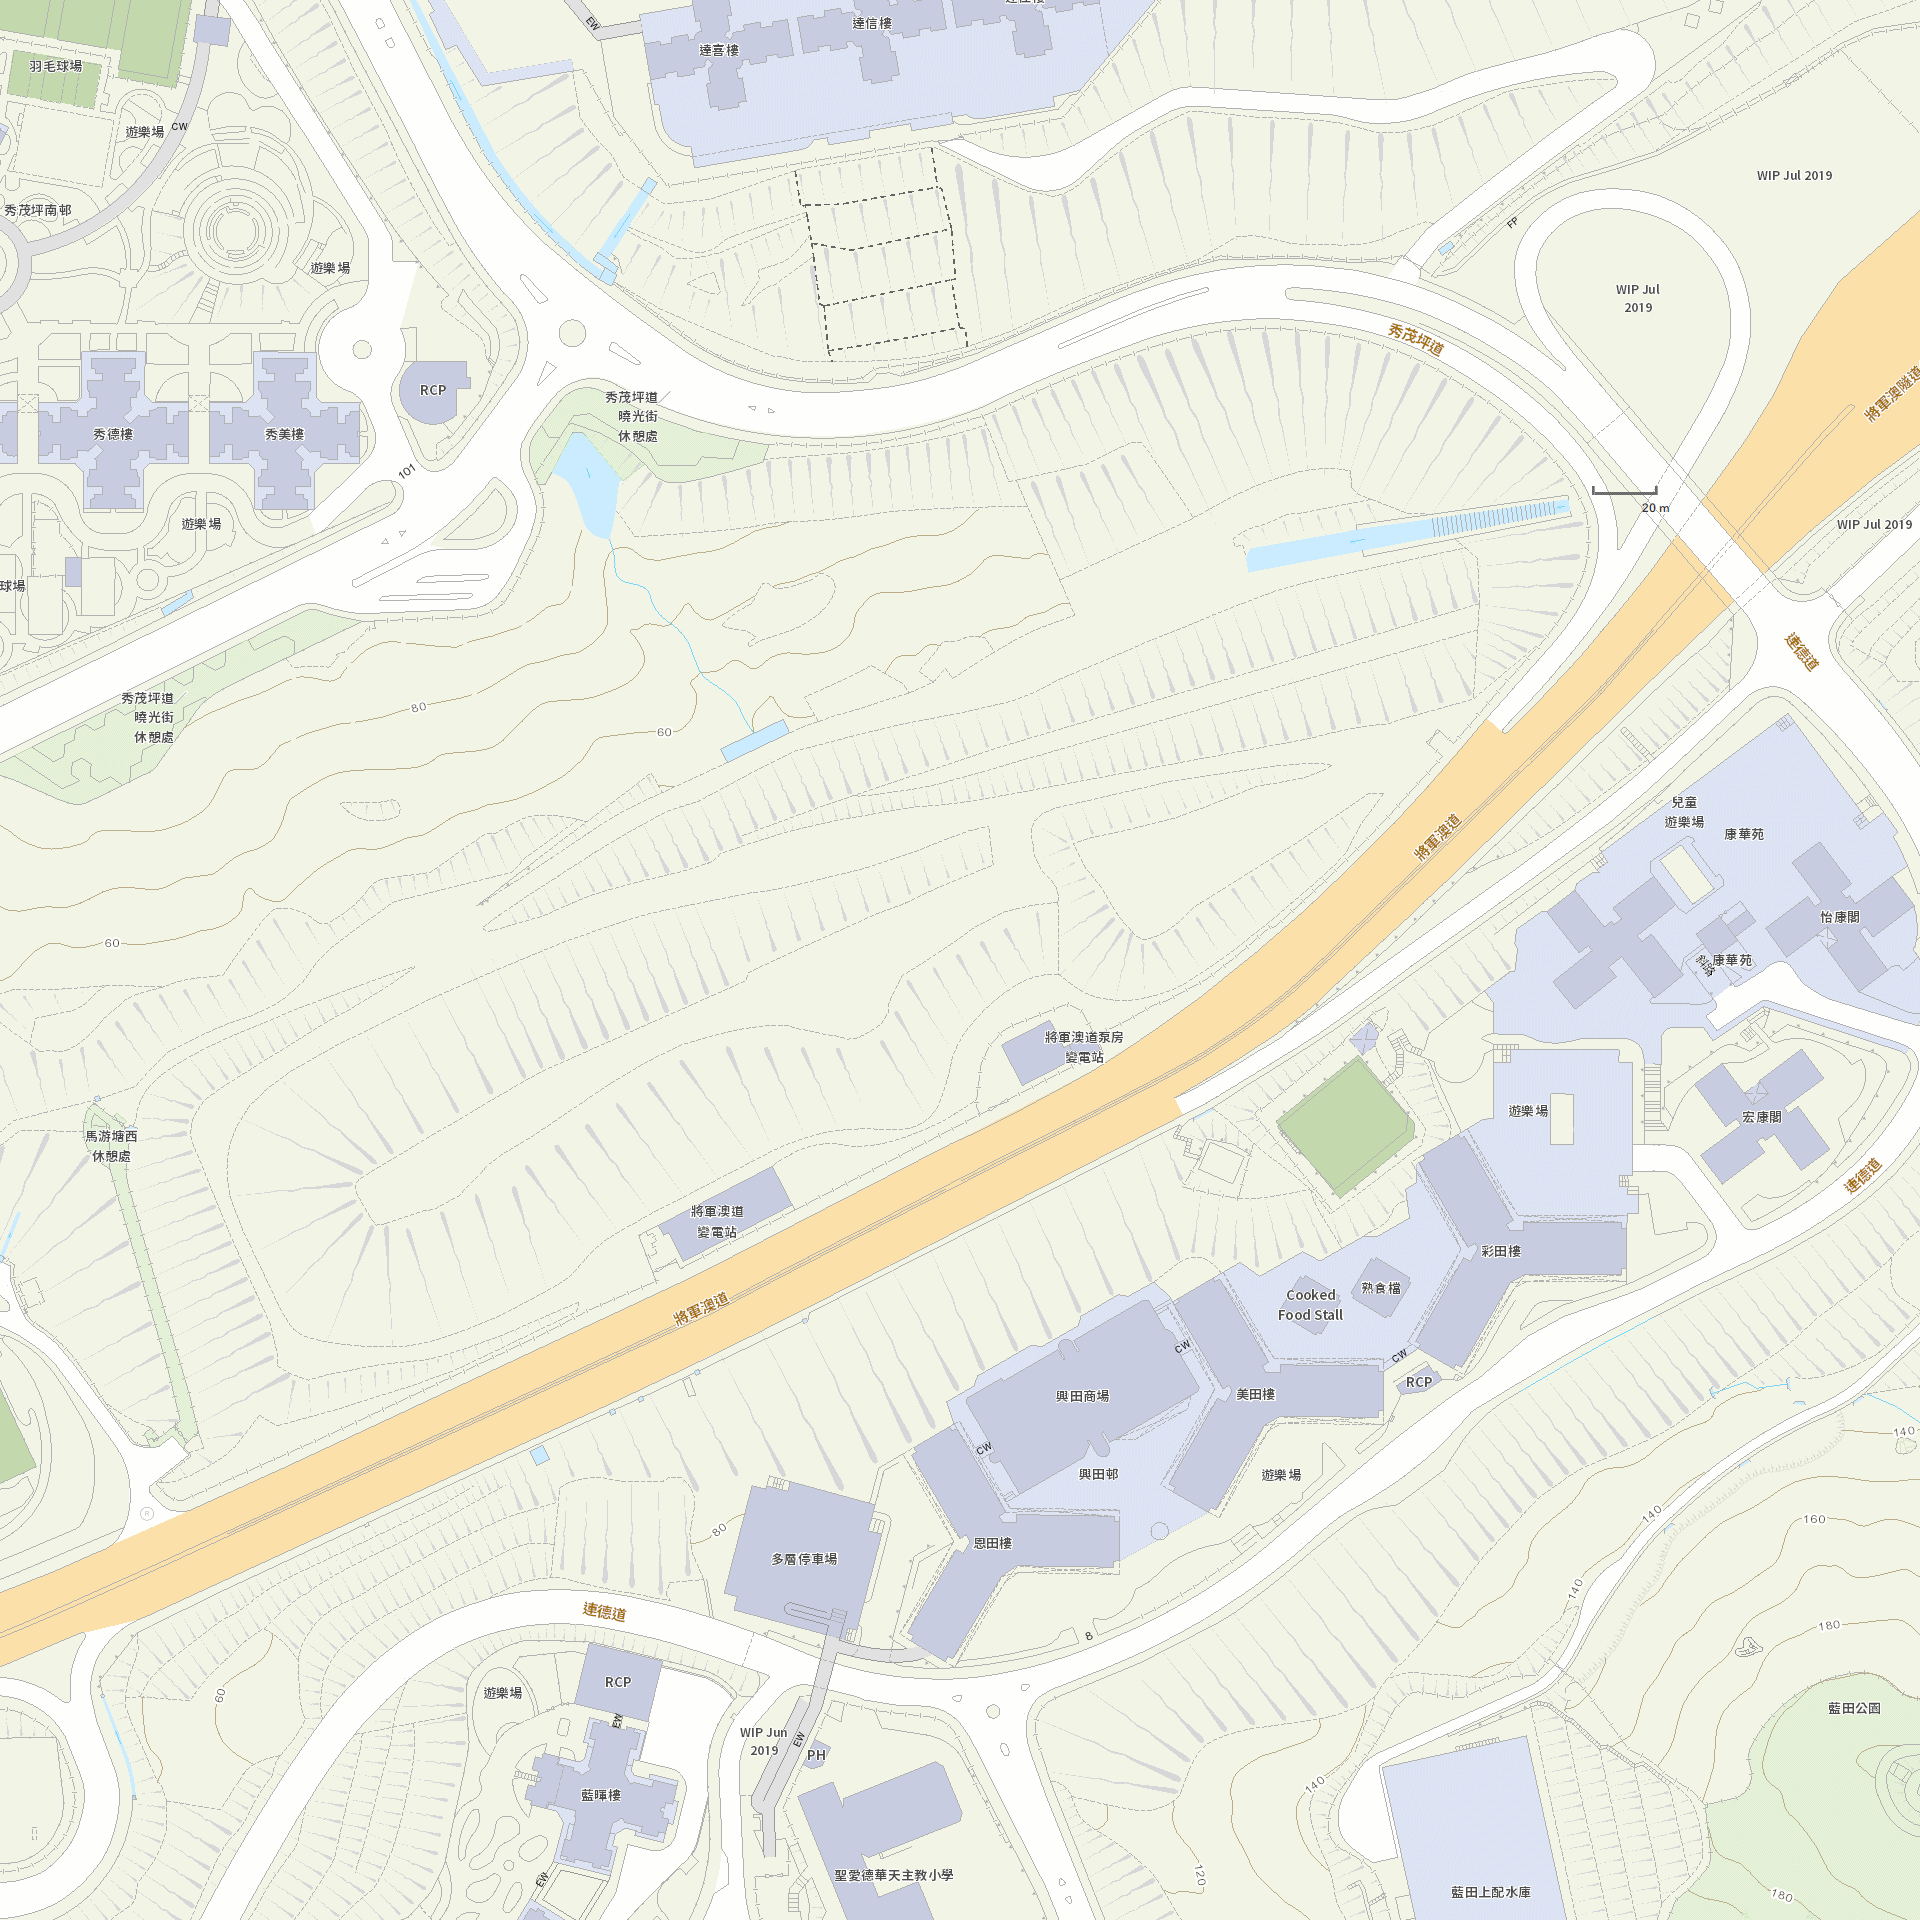 達信樓
達喜樓
羽毛球場
遊樂場
CW
EW
秀茂坪南邨
遊樂場
WIP Jul 2019
FP
WIP Jul
2019
秀茂坪道
將軍澳隧道
RCP
秀茂坪道
曉光街
休憩處
秀德樓
秀美樓
101
遊樂場
20 m
WIP Jul 2019
球場
連德道
秀茂坪道
曉光街
休憩處
80
60
兒童
遊樂場
康華苑
將軍澳道
怡康閣
60
康華苑
斜路
將軍澳道泵房
變電站
遊樂場
宏康閣
馬游塘西
休憩處
連德道
將軍澳道
變電站
彩田樓
熟食檔
Cooked
Food Stall
將軍澳道
CW
CW
RCP
美田樓
興田商場
140
CW
興田邨
遊樂場
140
160
80
恩田樓
多層停車場
140
連德道
180
8
RCP
遊樂場
60
EW
藍田公園
WIP Jun
2019
EW
PH
140
藍暉樓
120
EW
聖愛德華天主教小學
藍田上配水庫
180